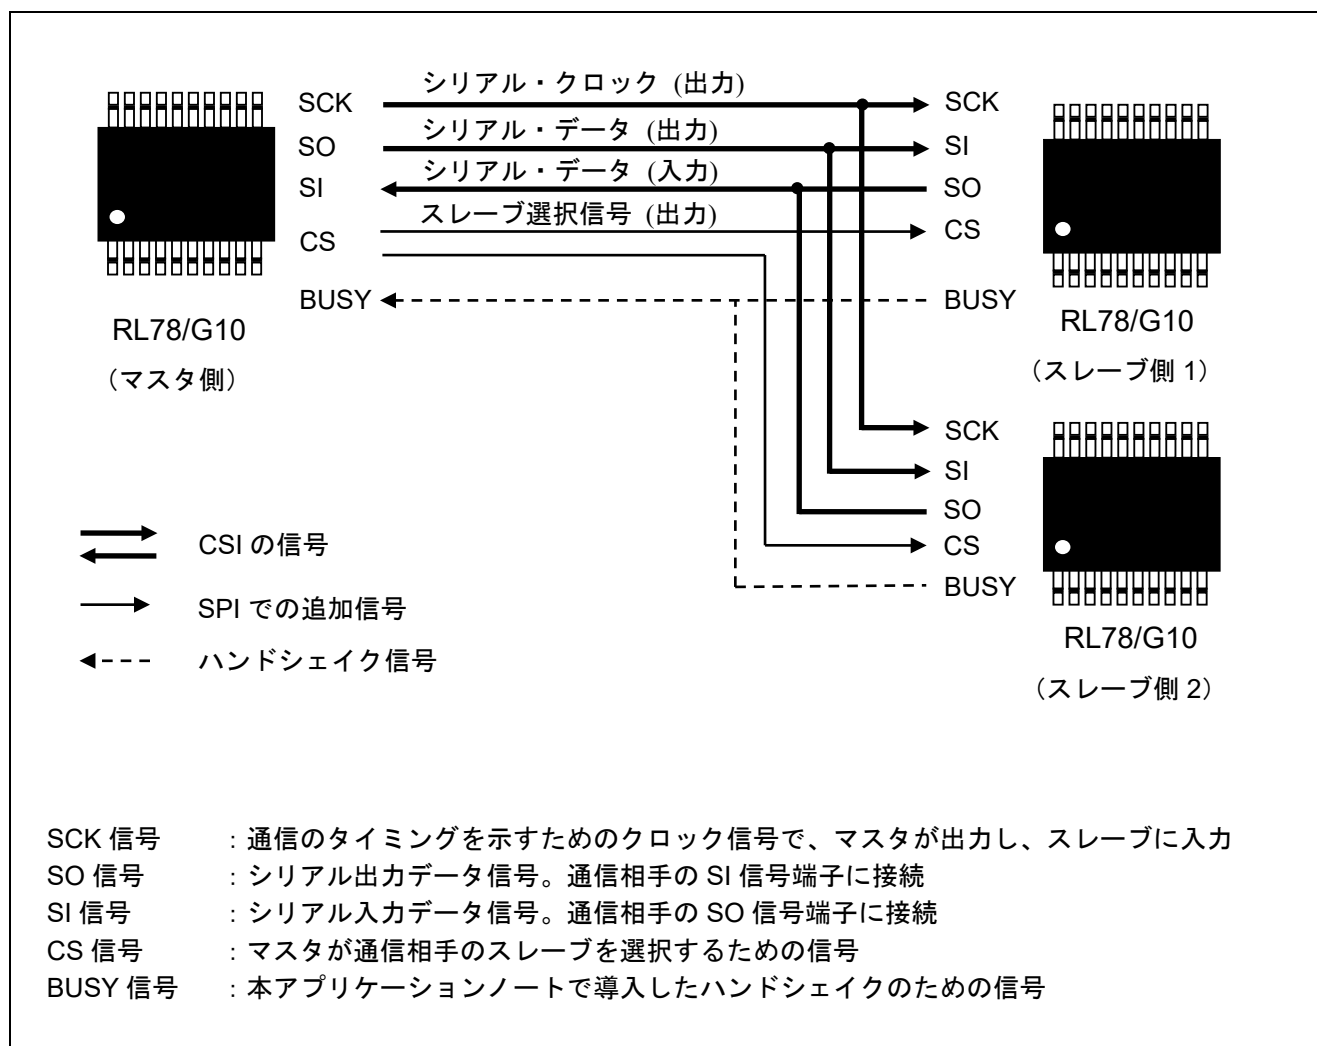 シリアル・クロック (出力)
SCK
SCK
シリアル・データ (出力)
SO
SI
シリアル・データ (入力)
SI
SO
スレーブ選択信号 (出力)
CS
CS
BUSY
BUSY
RL78/G10
（マスタ側）
RL78/G10
（スレーブ側 1）
SCK
SI
SO
CS
BUSY
RL78/G10
（スレーブ側 2）
CSI の信号
SPI での追加信号
ハンドシェイク信号
SCK 信号 : 通信のタイミングを示すためのクロック信号で、マスタが出力し、スレーブに入力
SO 信号 : シリアル出力データ信号。通信相手の SI 信号端子に接続
SI 信号 : シリアル入力データ信号。通信相手の SO 信号端子に接続
CS 信号 : マスタが通信相手のスレーブを選択するための信号
BUSY 信号 : 本アプリケーションノートで導入したハンドシェイクのための信号